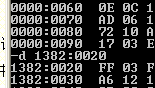 0000:0060 0E 0C 1
0000:0070 AD 06 1
0000:0080 72 10 A
0000:0090 17 03 E
-d 1382:0020
1382:0020 FF 03 F
1382:0030 A6 12 1